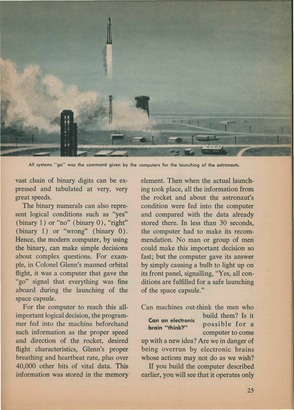 All systems "go" was the command given by the computers for the launching of the astronauts.
vast chain of binary digits can be ex-
pressed and tabulated at very, very
great speeds.
The binary numerals can also repre-
sent logical conditions such as "yes"
(binary 1) or "no" (binary 0), "right"
(binary 1) or "wrong" (binary 0).
Hence, the modern computer, by using
the binary, can make simple decisions
about complex questions. For exam-
ple, in Colonel Glenn's manned orbital
flight, it was a computer that gave the
"go" signal that everything was fine
aboard during the launching of the
space capsule.
For the computer to reach this all-
important logical decision, the program-
mer fed into the machine beforehand
such information as the proper speed
and direction of the rocket, desired
flight characteristics, Glenn's proper
breathing and heartbeat rate, plus over
40,000 other bits of vital data. This
information was stored in the memory
element. Then when the actual launch-
ing took place, all the information from
the rocket and about the astronaut's
condition were fed into the computer
and compared with the data already
stored there. In less than 30 seconds,
the computer had to make its recom-
mendation. No man or group of men
could make this important decision so
fast; but the computer gave its answer
by simply causing a bulb to light up on
its front panel, signalling, "Yes, all con-
ditions are fulfilled for a safe launching
of the space capsule."
Can machines out-think the men who
Can an electronic
brain "think?"
build them? Is it
possible for a
computer to come
up with a new idea? Are we in danger of
being overrun by electronic brains
whose actions may not do as we wish?
If you build the computer described
earlier, you will see that it operates only
25